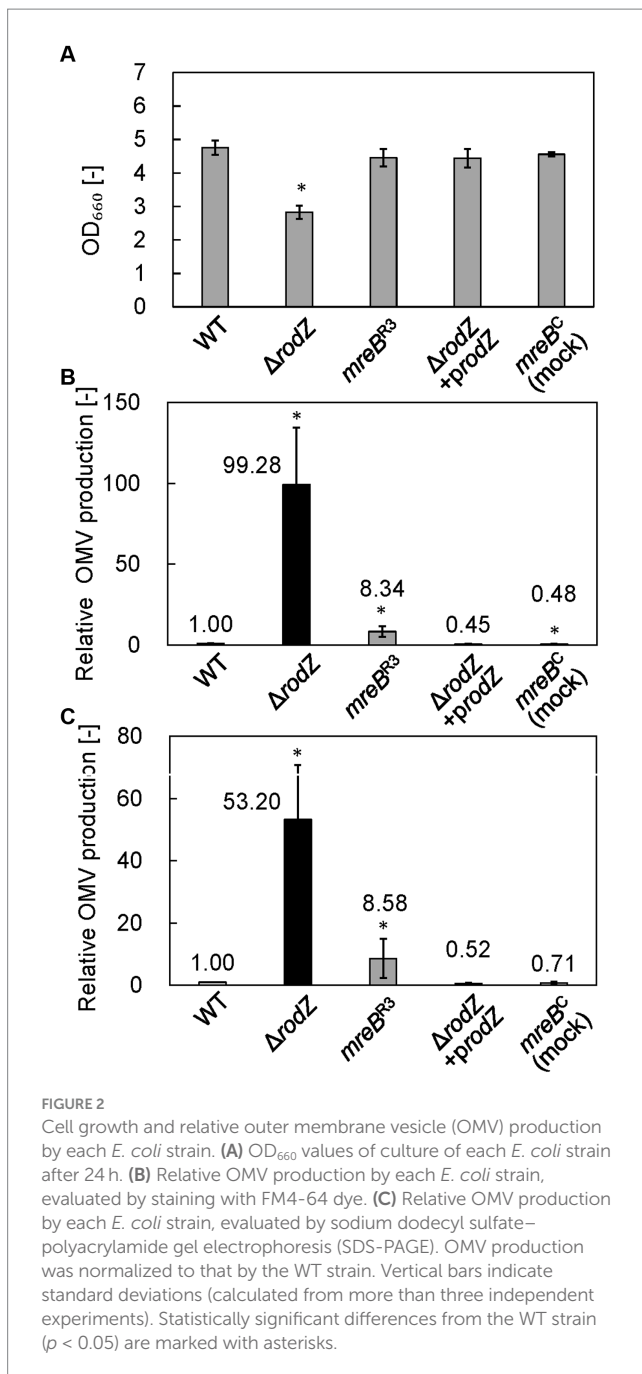 A
7
6
5
4
3
2
1
0
OD₆₆₀ [-]
*
WT
ΔrodZ
mreBᴿ³
ΔrodZ
+prodZ
mreBᶜ
(mock)
B
150
100
50
0
Relative OMV production [-]
1.00
99.28
*
8.34
*
0.45
0.48
*
WT
ΔrodZ
mreBᴿ³
ΔrodZ
+prodZ
mreBᶜ
(mock)
C
80
60
40
20
0
Relative OMV production [-]
1.00
53.20
*
8.58
*
0.52
0.71
WT
ΔrodZ
mreBᴿ³
ΔrodZ
+prodZ
mreBᶜ
(mock)
FIGURE 2
Cell growth and relative outer membrane vesicle (OMV) production
by each E. coli strain. (A) OD₆₆₀ values of culture of each E. coli strain
after 24 h. (B) Relative OMV production by each E. coli strain,
evaluated by staining with FM4-64 dye. (C) Relative OMV production
by each E. coli strain, evaluated by sodium dodecyl sulfate–
polyacrylamide gel electrophoresis (SDS-PAGE). OMV production
was normalized to that by the WT strain. Vertical bars indicate
standard deviations (calculated from more than three independent
experiments). Statistically significant differences from the WT strain
(p < 0.05) are marked with asterisks.